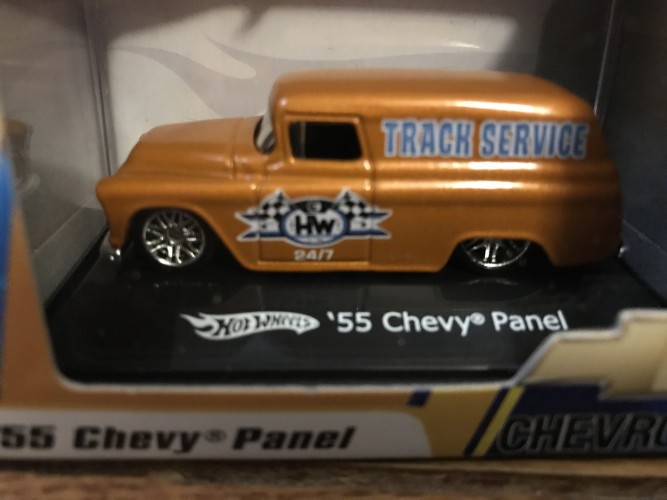 TRACK SERVICE
HW
24/7
HOT WHEELS '55 Chevy® Panel
'55 Chevy® Panel
CHEVRO